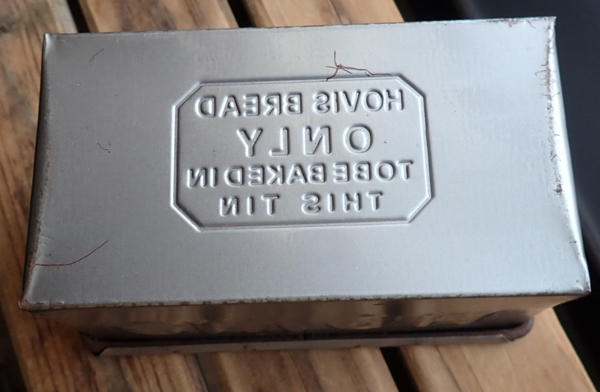 HOVIS BREAD
ONLY
TO BE BAKED IN
THIS TIN